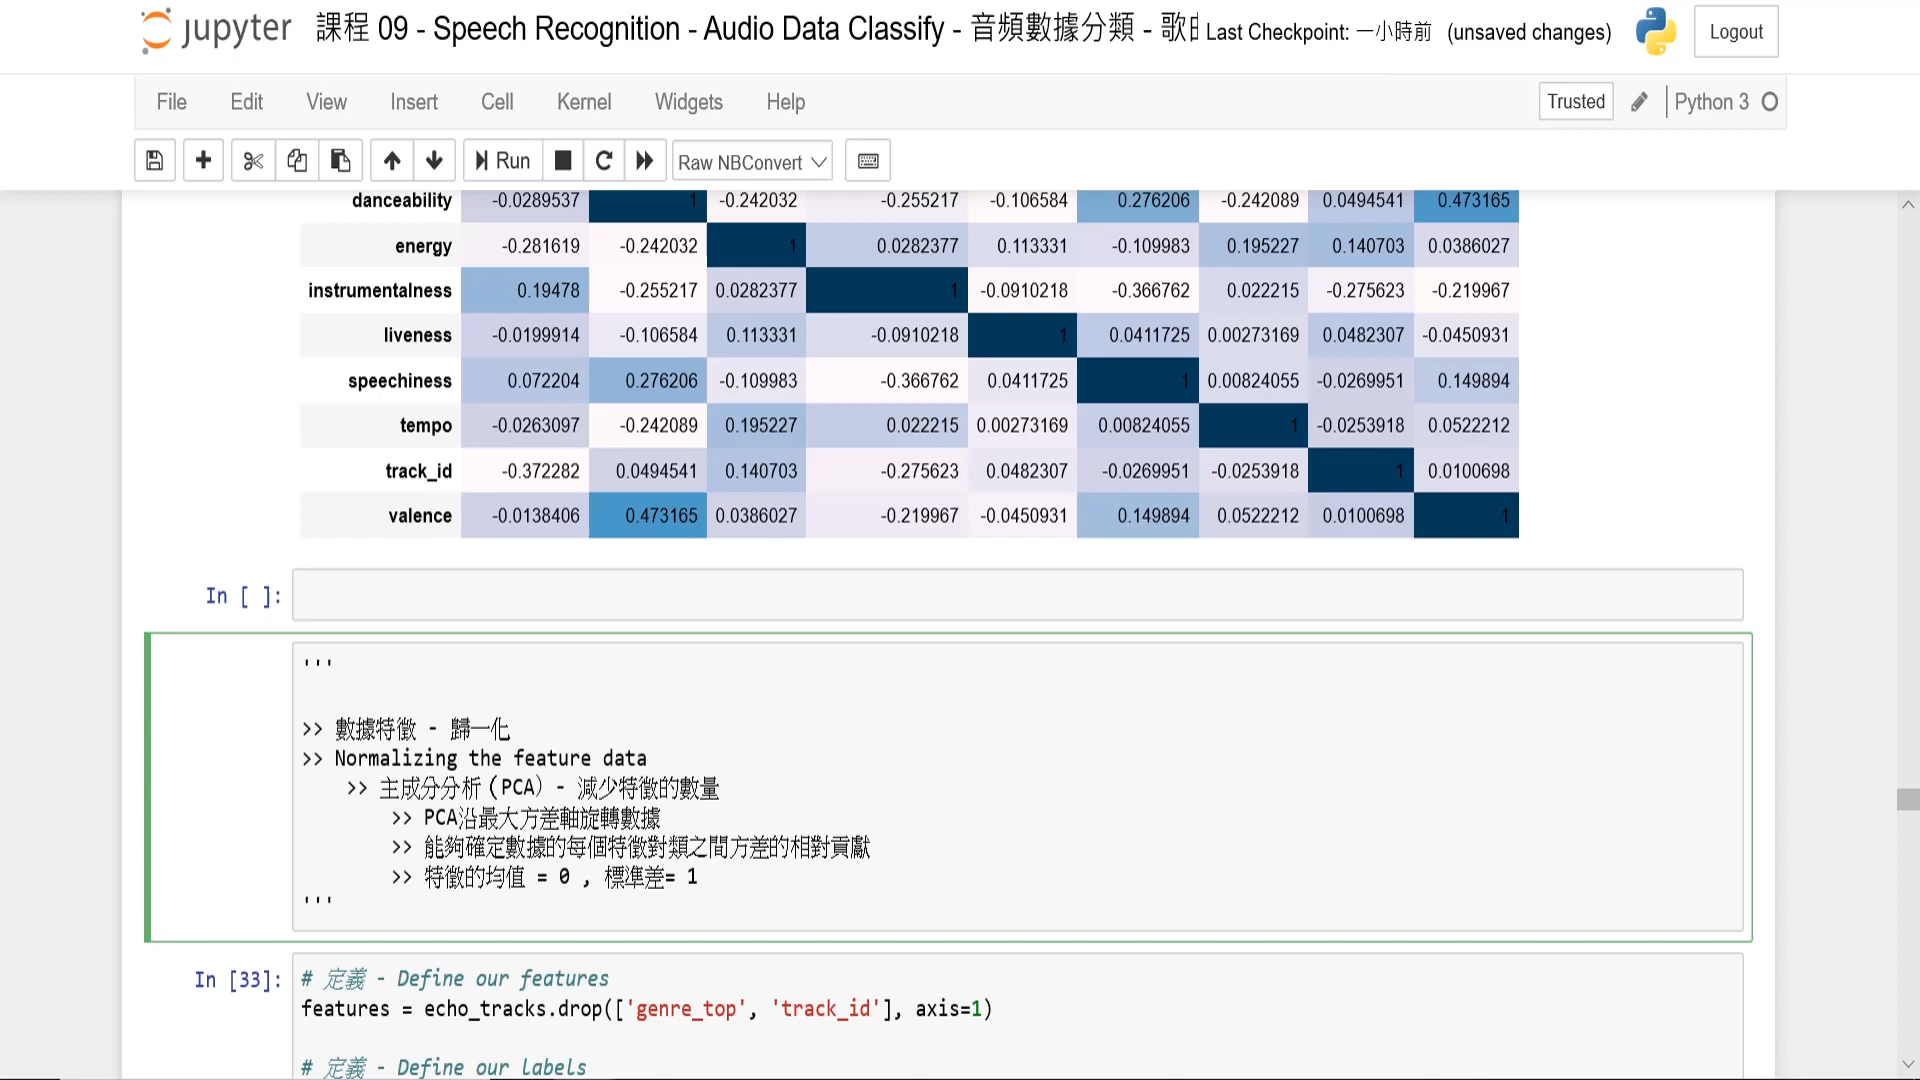 jupyter 課程 09 - Speech Recognition - Audio Data Classify - 音頻數據分類 - 歌 Last Checkpoint: 一小時前 (unsaved changes) Logout
File Edit View Insert Cell Kernel Widgets Help Trusted Python 3
Run Raw NBConvert
danceability -0.0289537 1 -0.242032 -0.255217 -0.106584 0.276206 -0.242089 0.0494541 0.473165
energy -0.281619 -0.242032 1 0.0282377 0.113331 -0.109983 0.195227 0.140703 0.0386027
instrumentalness 0.19478 -0.255217 0.0282377 1 -0.0910218 -0.366762 0.022215 -0.275623 -0.219967
liveness -0.0199914 -0.106584 0.113331 -0.0910218 1 0.0411725 0.00273169 0.0482307 -0.0450931
speechiness 0.072204 0.276206 -0.109983 -0.366762 0.0411725 1 0.00824055 -0.0269951 0.149894
tempo -0.0263097 -0.242089 0.195227 0.022215 0.00273169 0.00824055 1 -0.0253918 0.0522212
track_id -0.372282 0.0494541 0.140703 -0.275623 0.0482307 -0.0269951 -0.0253918 1 0.0100698
valence -0.0138406 0.473165 0.0386027 -0.219967 -0.0450931 0.149894 0.0522212 0.0100698 1
In [ ]:
'''
>> 數據特徵 - 歸一化
>> Normalizing the feature data
>> 主成分分析（PCA）- 減少特徵的數量
>> PCA沿最大方差軸旋轉數據
>> 能夠確定數據的每個特徵對類之間方差的相對貢獻
>> 特徵的均值 = 0 , 標準差= 1
'''
In [33]: # 定義 - Define our features
features = echo_tracks.drop(['genre_top', 'track_id'], axis=1)
# 定義 - Define our labels